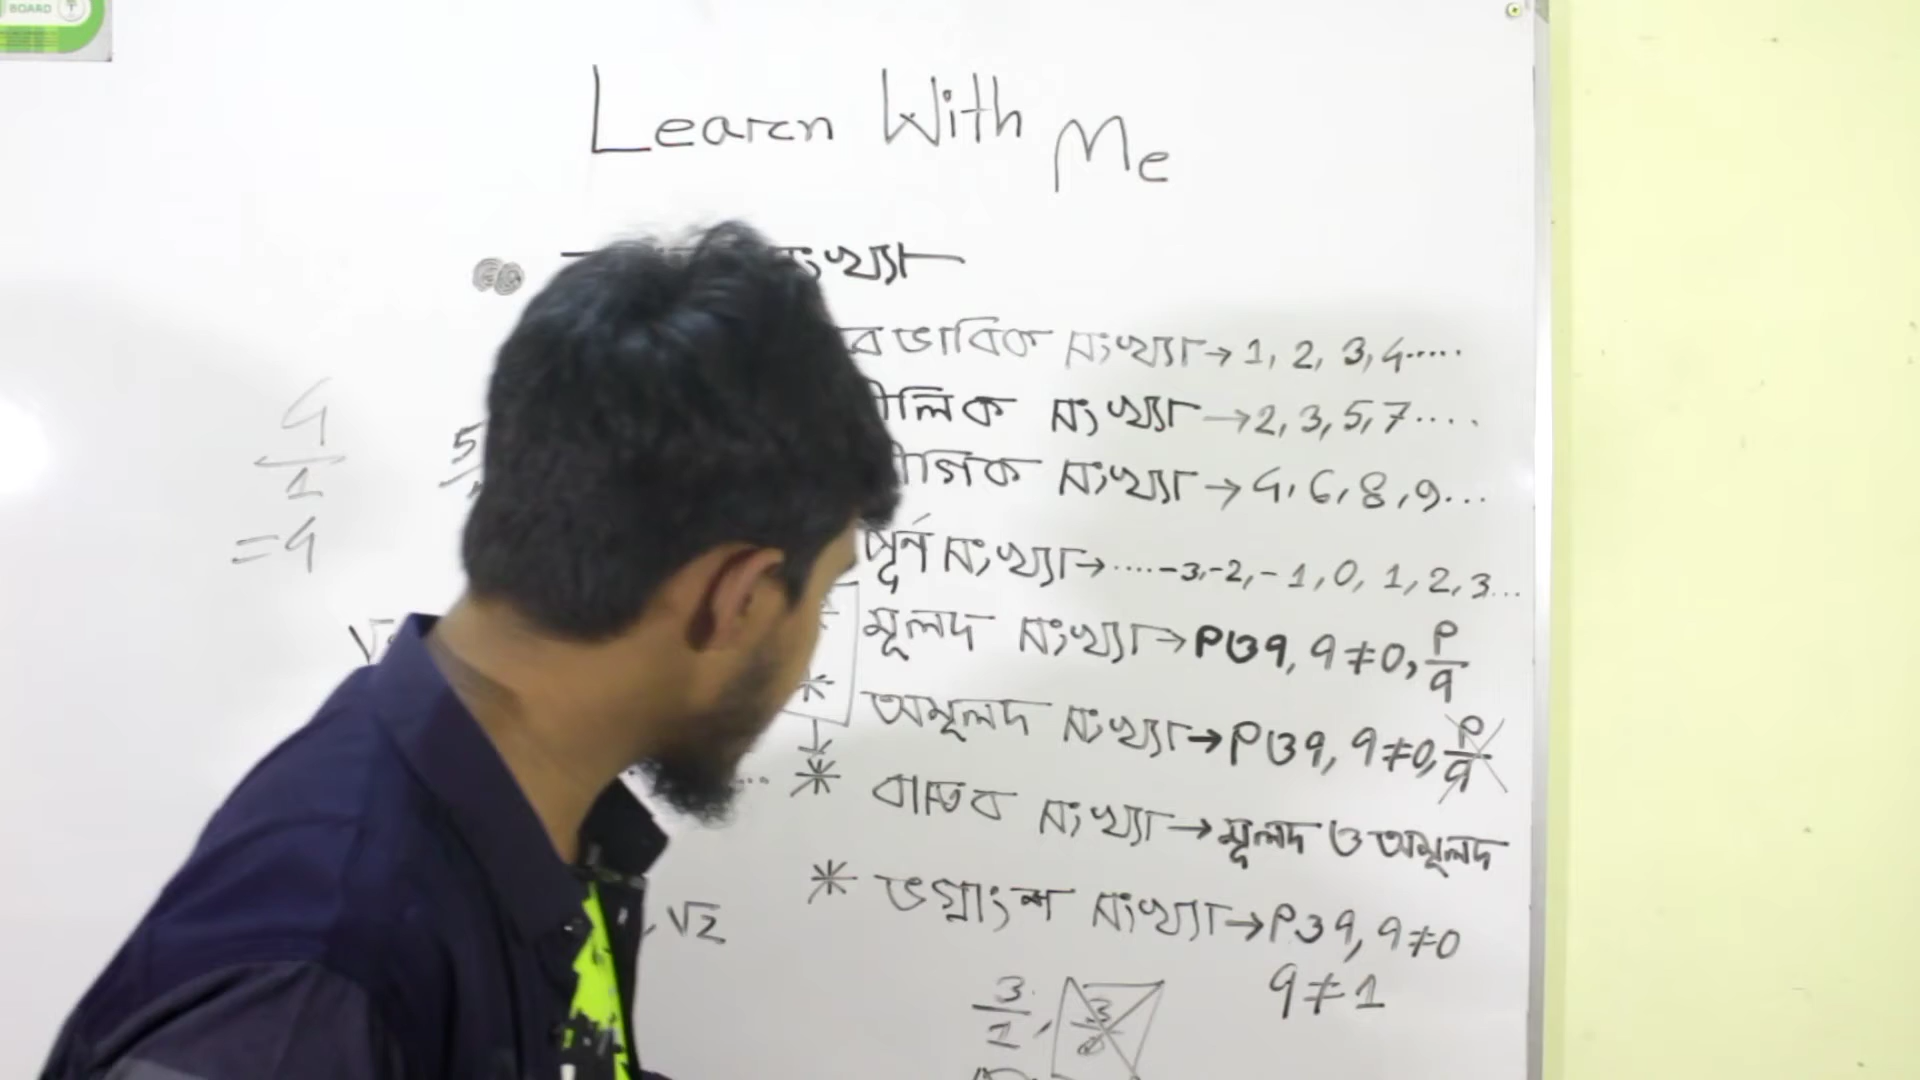 BOARD
Learn With Me
সংখ্যা
ভাবিক সংখ্যা → 1, 2, 3, 4.....
লিক সংখ্যা → 2, 3, 5, 7....
গিক সংখ্যা → 4, 6, 8, 9...
পূর্ণ সংখ্যা → ....-3, -2, -1, 0, 1, 2, 3...
* মূলদ সংখ্যা → P ও q, q ≠ 0, p/q
* অমূলদ সংখ্যা → P ও q, q ≠ 0, p/q
* বাস্তব সংখ্যা → মূলদ ও অমূলদ
* ভগ্নাংশ সংখ্যা → P ও q, q ≠ 0
q ≠ 1
3/1,
4/1
= 4
5
, √2